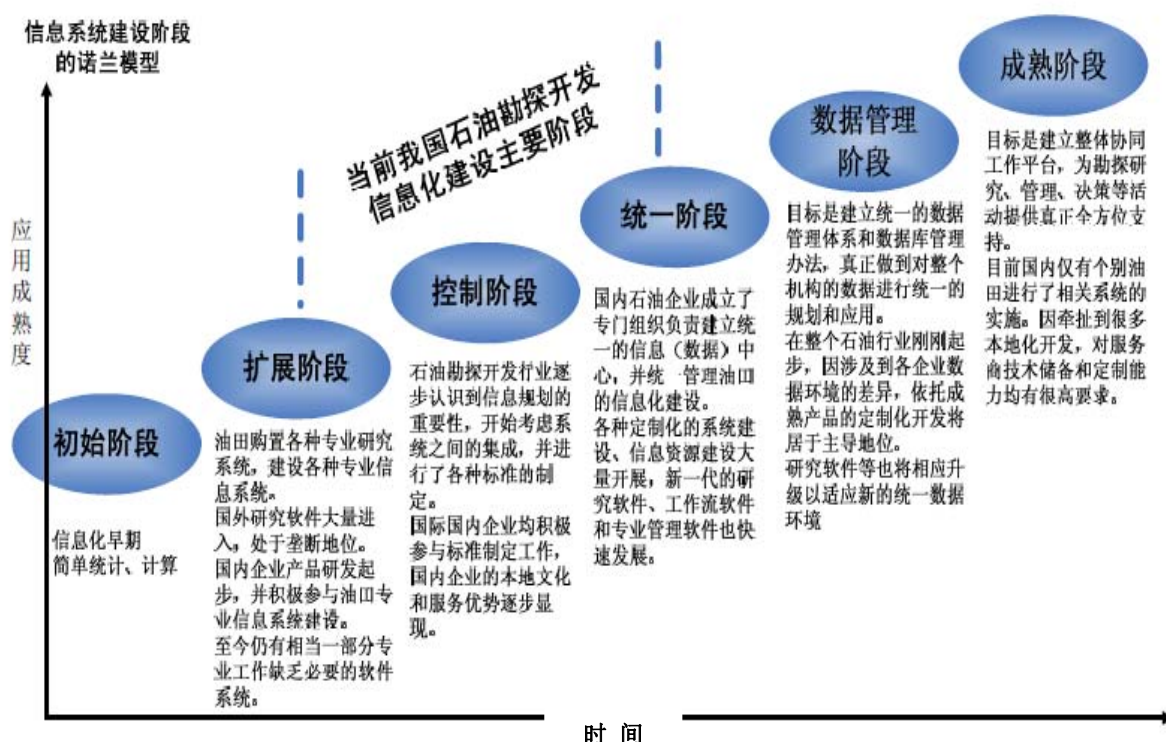 信息系统建设阶段
的诺兰模型
应
用
成
熟
度
当前我国石油勘探开发
信息化建设主要阶段
初始阶段
信息化早期
简单统计、计算
扩展阶段
油田购置各种专业研究
系统，建设各种专业信
息系统。
国外研究软件大量进
入，处于垄断地位。
国内企业产品研发起
步，并积极参与油口专
业信息系统建设。
至今仍有相当一部分专
业工作缺乏必要的软件
系统。
控制阶段
石油勘探开发行业逐
步认识到信息规划的
重要性，开始考虑系
统之间的集成，并进
行了各种标准的制
定。
国际国内企业均积极
参与标准制定工作，
国内企业的本地文化
和服务优势逐步显
现。
统一阶段
国内石油企业成立了
专门组织负责建立统
一的信息（数据）中
心，并统 管理油口
的信息化建设。
各种定制化的系统建
设、信息资源建设大
量开展，新一代的研
究软件、工作流软件
和专业管理软件也快
速发展。
数据管理
阶段
目标是建立统一的数据
管理体系和数据库管理
办法，真正做到对整个
机构的数据进行统一的
规划和应用。
在整个石油行业刚刚起
步，因涉及到各企业数
据环境的差异，依托成
熟产品的定制化开发将
居于主导地位。
研究软件等也将相应升
级以适应新的统一数据
环境
成熟阶段
目标是建立整体协同
工作平台，为勘探研
究、管理、决策等活
动提供真正全方位支
持。
目前国内仅有个别油
田进行了相关系统的
实施。因牵扯到很多
本地化开发，对服务
商技术储备和定制能
力均有很高要求。
时 间